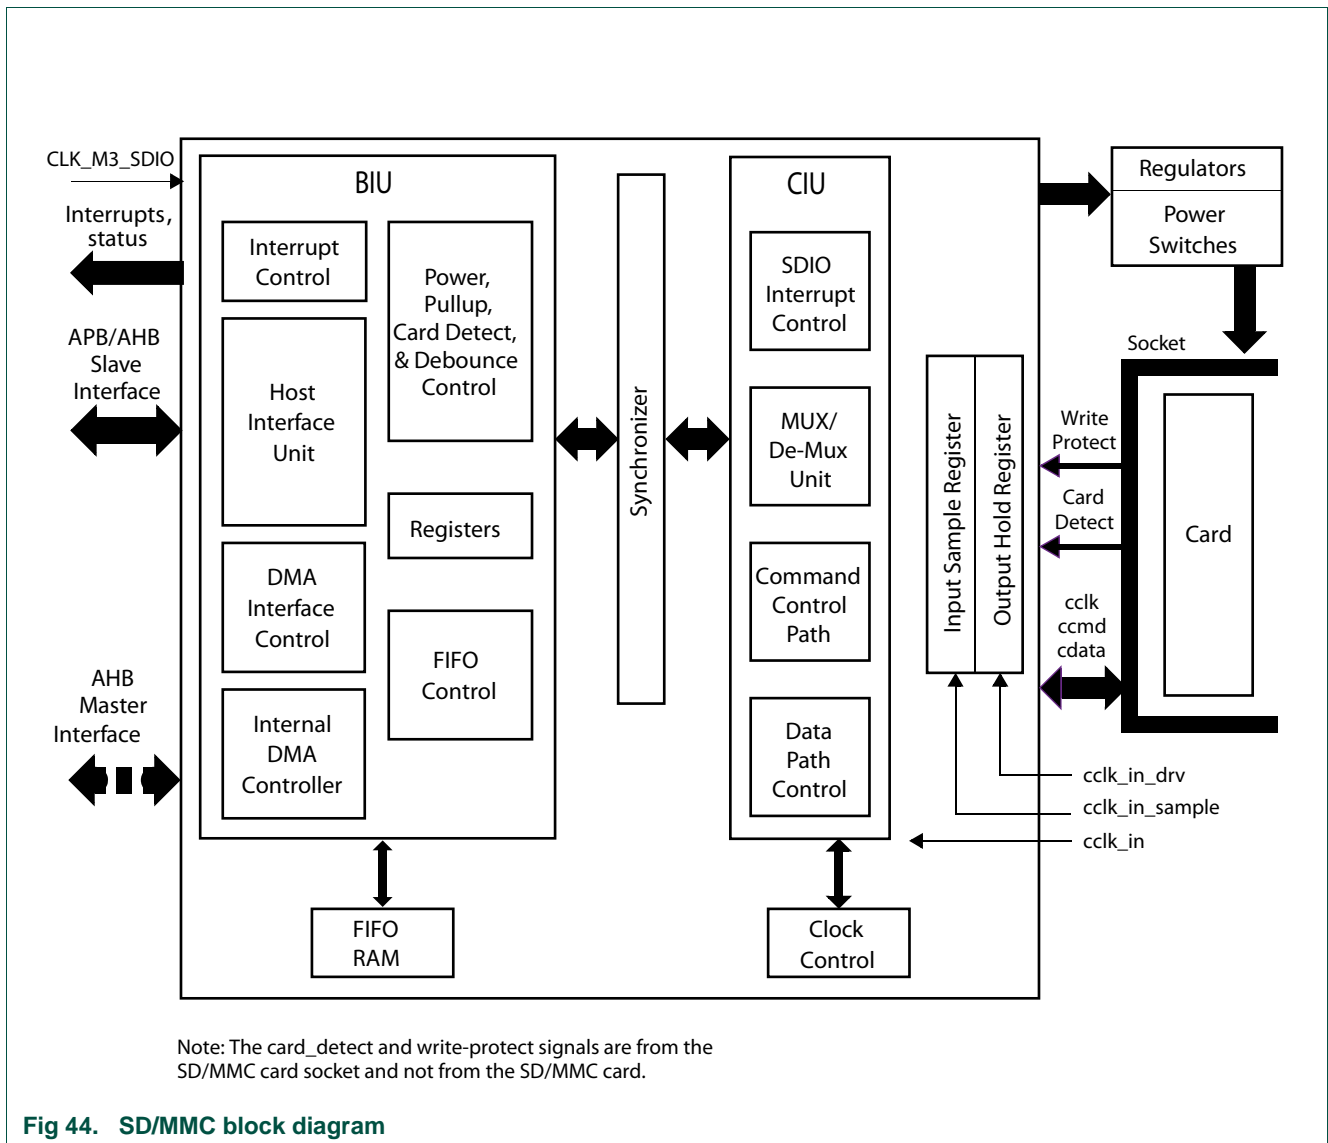 CLK_M3_SDIO
Interrupts,
status
APB/AHB
Slave
Interface
AHB
Master
Interface
BIU
Interrupt
Control
Host
Interface
Unit
DMA
Interface
Control
Internal
DMA
Controller
Power,
Pullup,
Card Detect,
& Debounce
Control
Registers
FIFO
Control
FIFO
RAM
Synchronizer
CIU
SDIO
Interrupt
Control
MUX/
De-Mux
Unit
Command
Control
Path
Data
Path
Control
Clock
Control
Input Sample Register
Output Hold Register
Regulators
Power
Switches
Socket
Write
Protect
Card
Detect
cclk
ccmd
cdata
Card
cclk_in_drv
cclk_in_sample
cclk_in
Note: The card_detect and write-protect signals are from the
SD/MMC card socket and not from the SD/MMC card.
Fig 44. SD/MMC block diagram